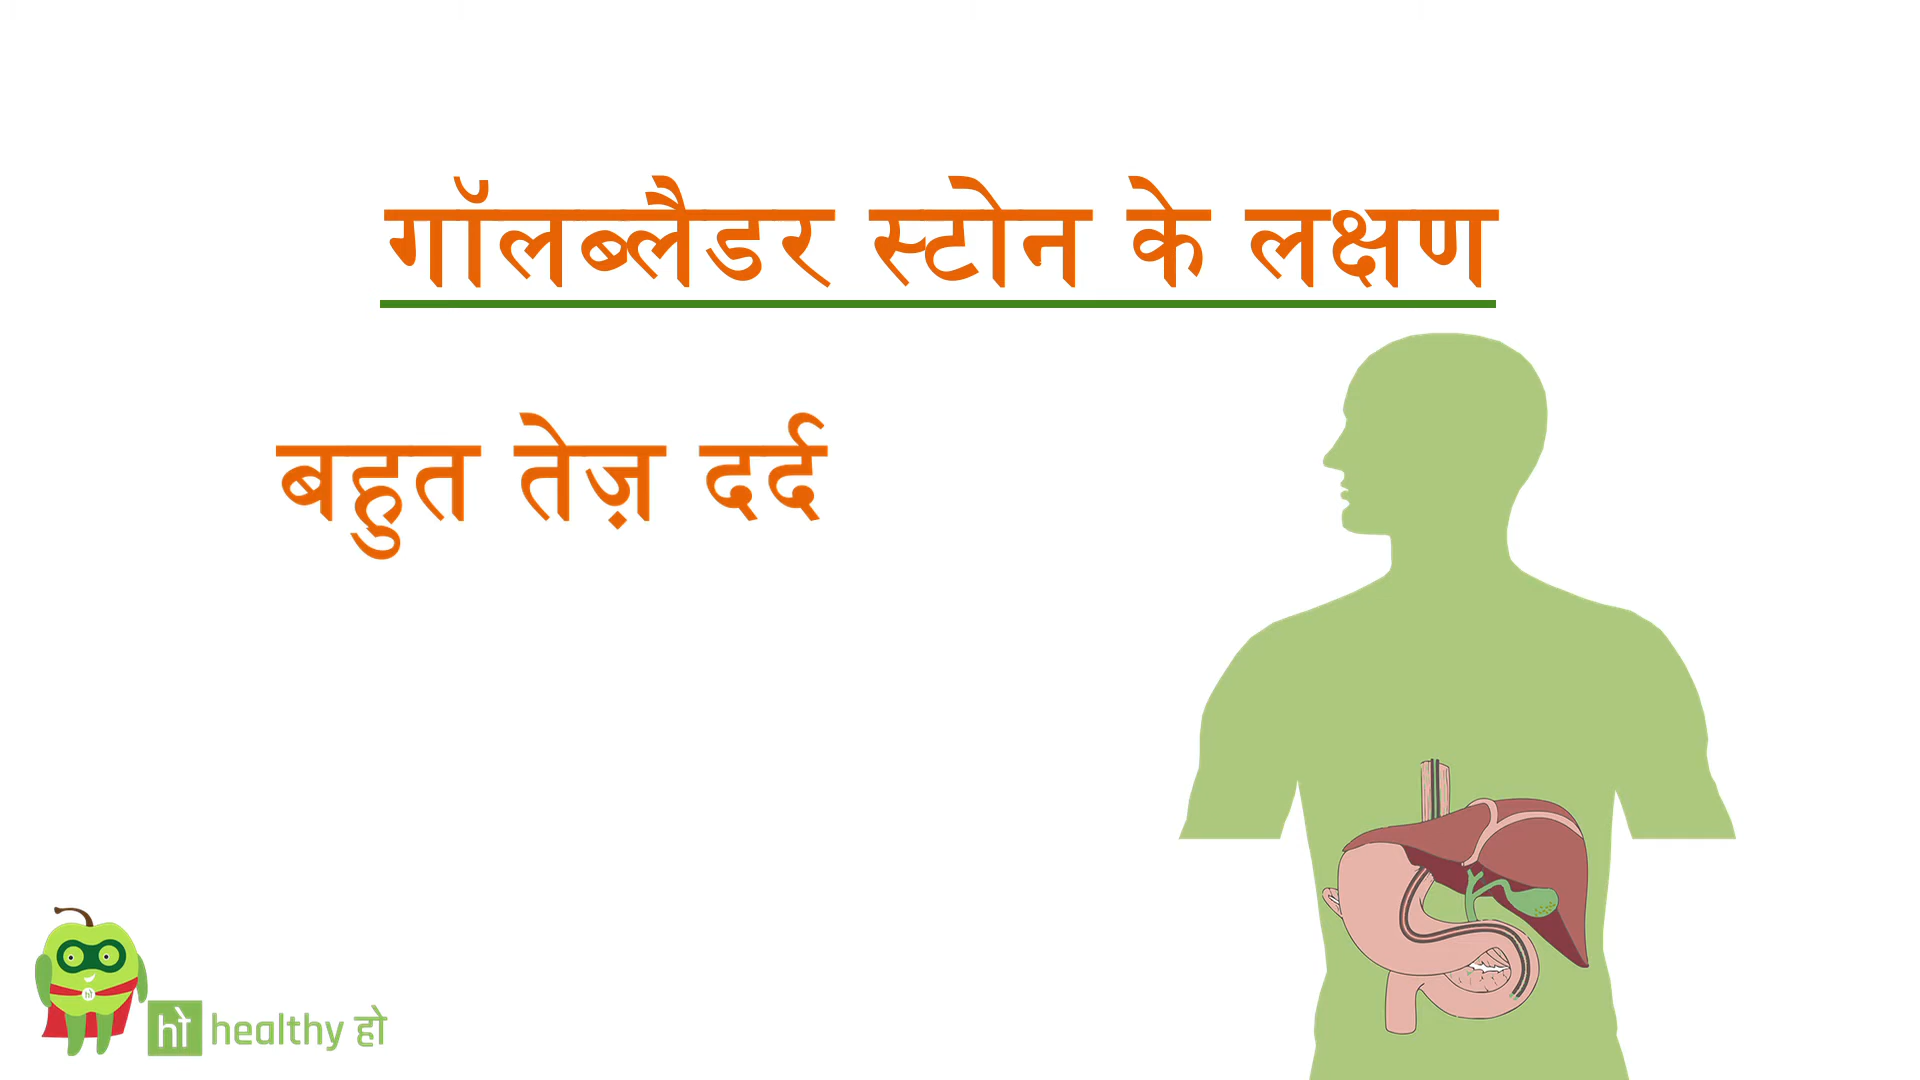 गॉलब्लैडर स्टोन के लक्षण
बहुत तेज़ दर्द
हो healthy हो